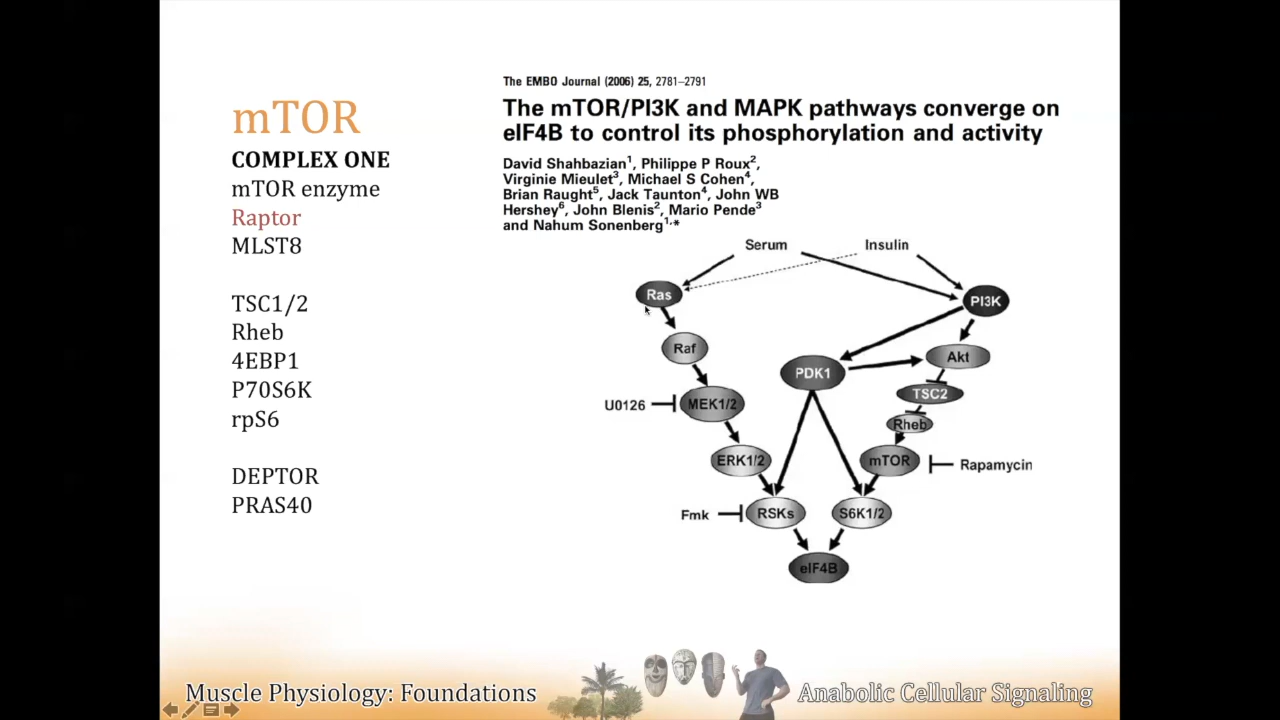 mTOR
COMPLEX ONE
mTOR enzyme
Raptor
MLST8
TSC1/2
Rheb
4EBP1
P70S6K
rpS6
DEPTOR
PRAS40
The EMBO Journal (2006) 25, 2781–2791
The mTOR/PI3K and MAPK pathways converge on
eIF4B to control its phosphorylation and activity
David Shahbazian1, Philippe P Roux2,
Virginie Mieulet3, Michael S Cohen4,
Brian Raught5, Jack Taunton4, John WB
Hershey6, John Blenis2, Mario Pende3
and Nahum Sonenberg1,*
Serum Insulin
Ras PI3K
Raf Akt
PDK1
TSC2
U0126 MEK1/2
Rheb
ERK1/2 mTOR Rapamycin
Fmk RSKs S6K1/2
eIF4B
Muscle Physiology: Foundations
Anabolic Cellular Signaling